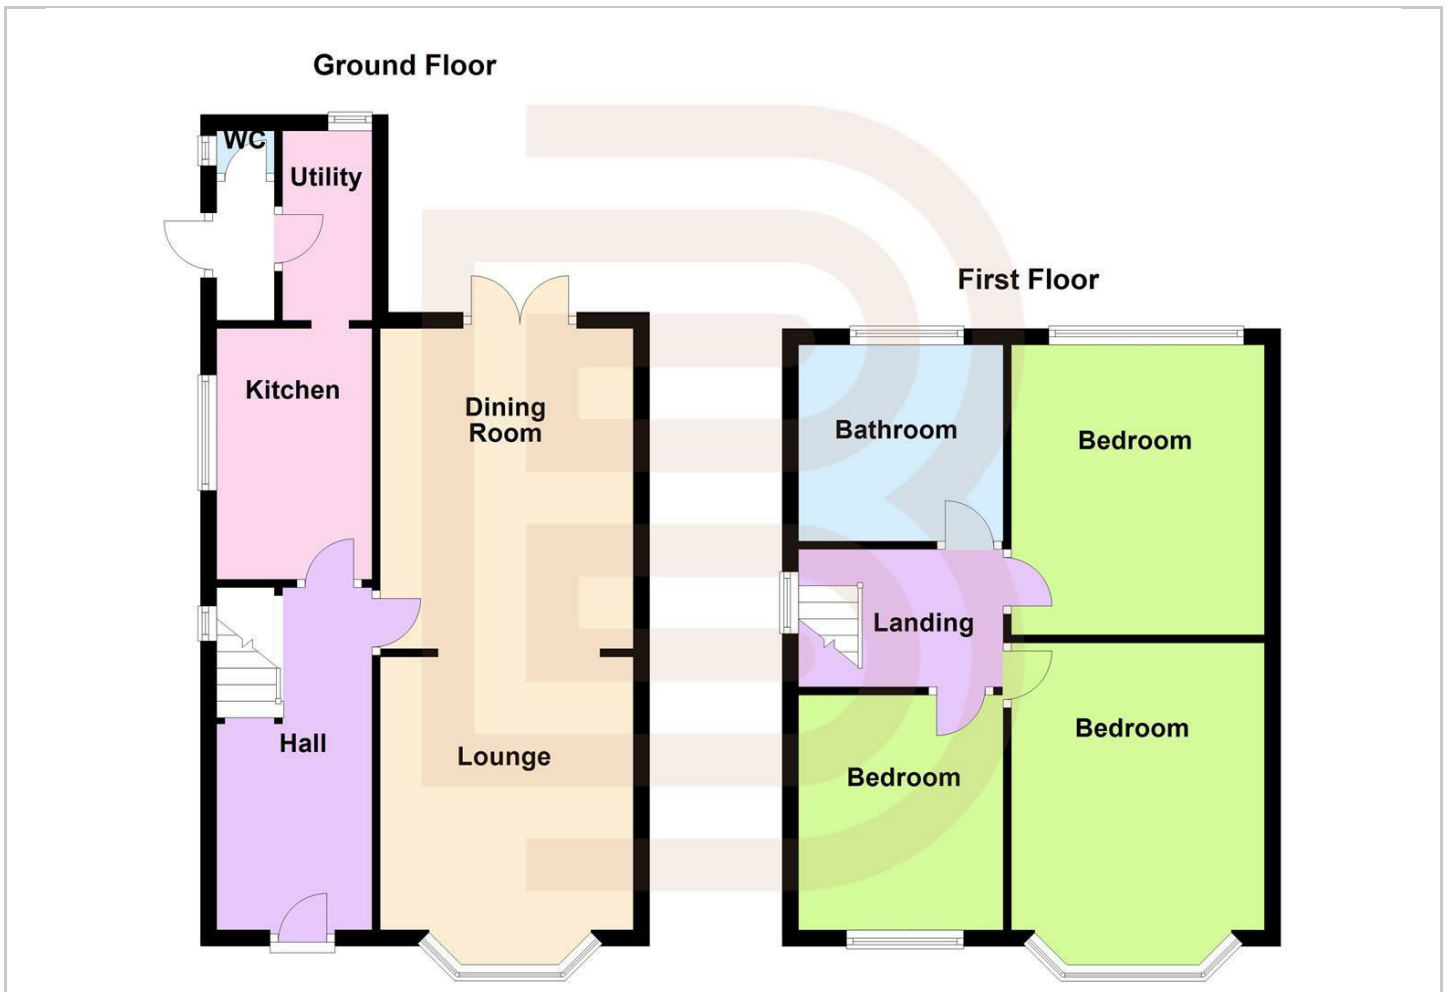 Ground Floor
WC
Utility
Kitchen
Dining
Room
Hall
Lounge
First Floor
Bathroom
Bedroom
Landing
Bedroom
Bedroom